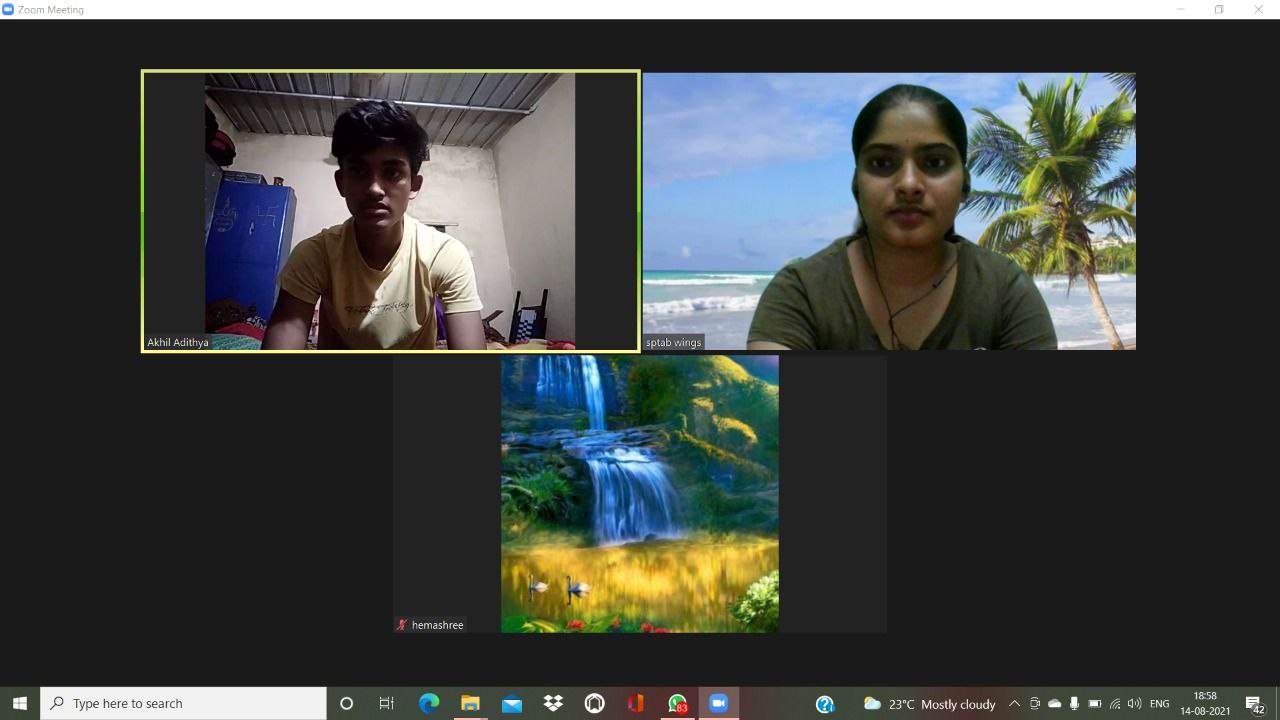 Zoom Meeting
Akhil Adithya
sptab wings
hemashree
Type here to search
83
23°C Mostly cloudy
ENG
18:58
14-08-2021
42